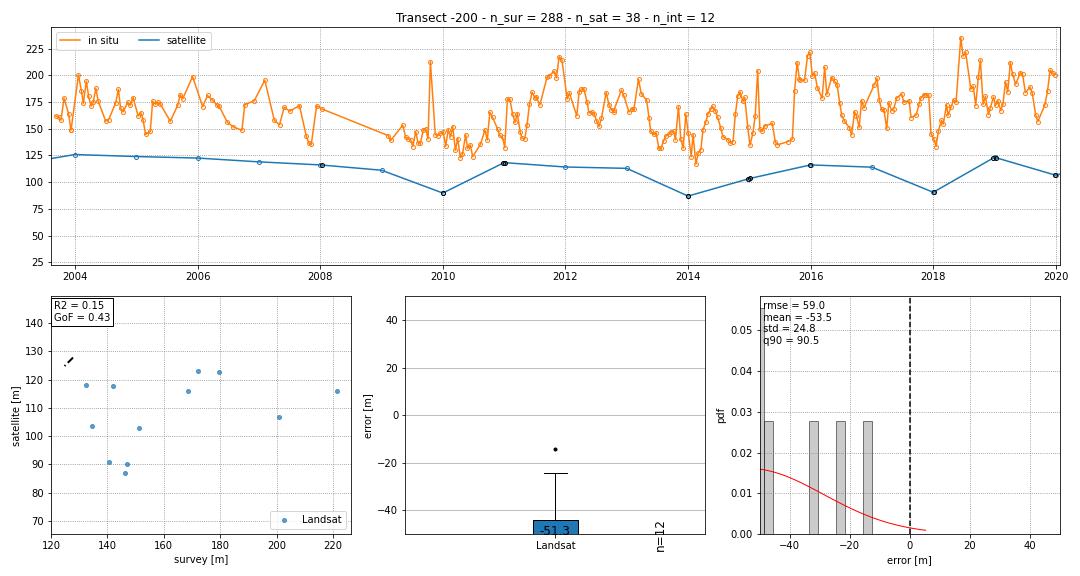 Transect -200 - n_sur = 288 - n_sat = 38 - n_int = 12
in situ
satellite
225
200
175
150
125
100
75
50
25
2004
2006
2008
2010
2012
2014
2016
2018
2020
R2 = 0.15
GoF = 0.43
140
130
120
110
100
90
80
70
satellite [m]
Landsat
120
140
160
180
200
220
survey [m]
40
20
0
−20
−40
error [m]
-51.3
n=12
Landsat
rmse = 59.0
mean = -53.5
std = 24.8
q90 = 90.5
0.05
0.04
0.03
0.02
0.01
0.00
pdf
−40
−20
0
20
40
error [m]